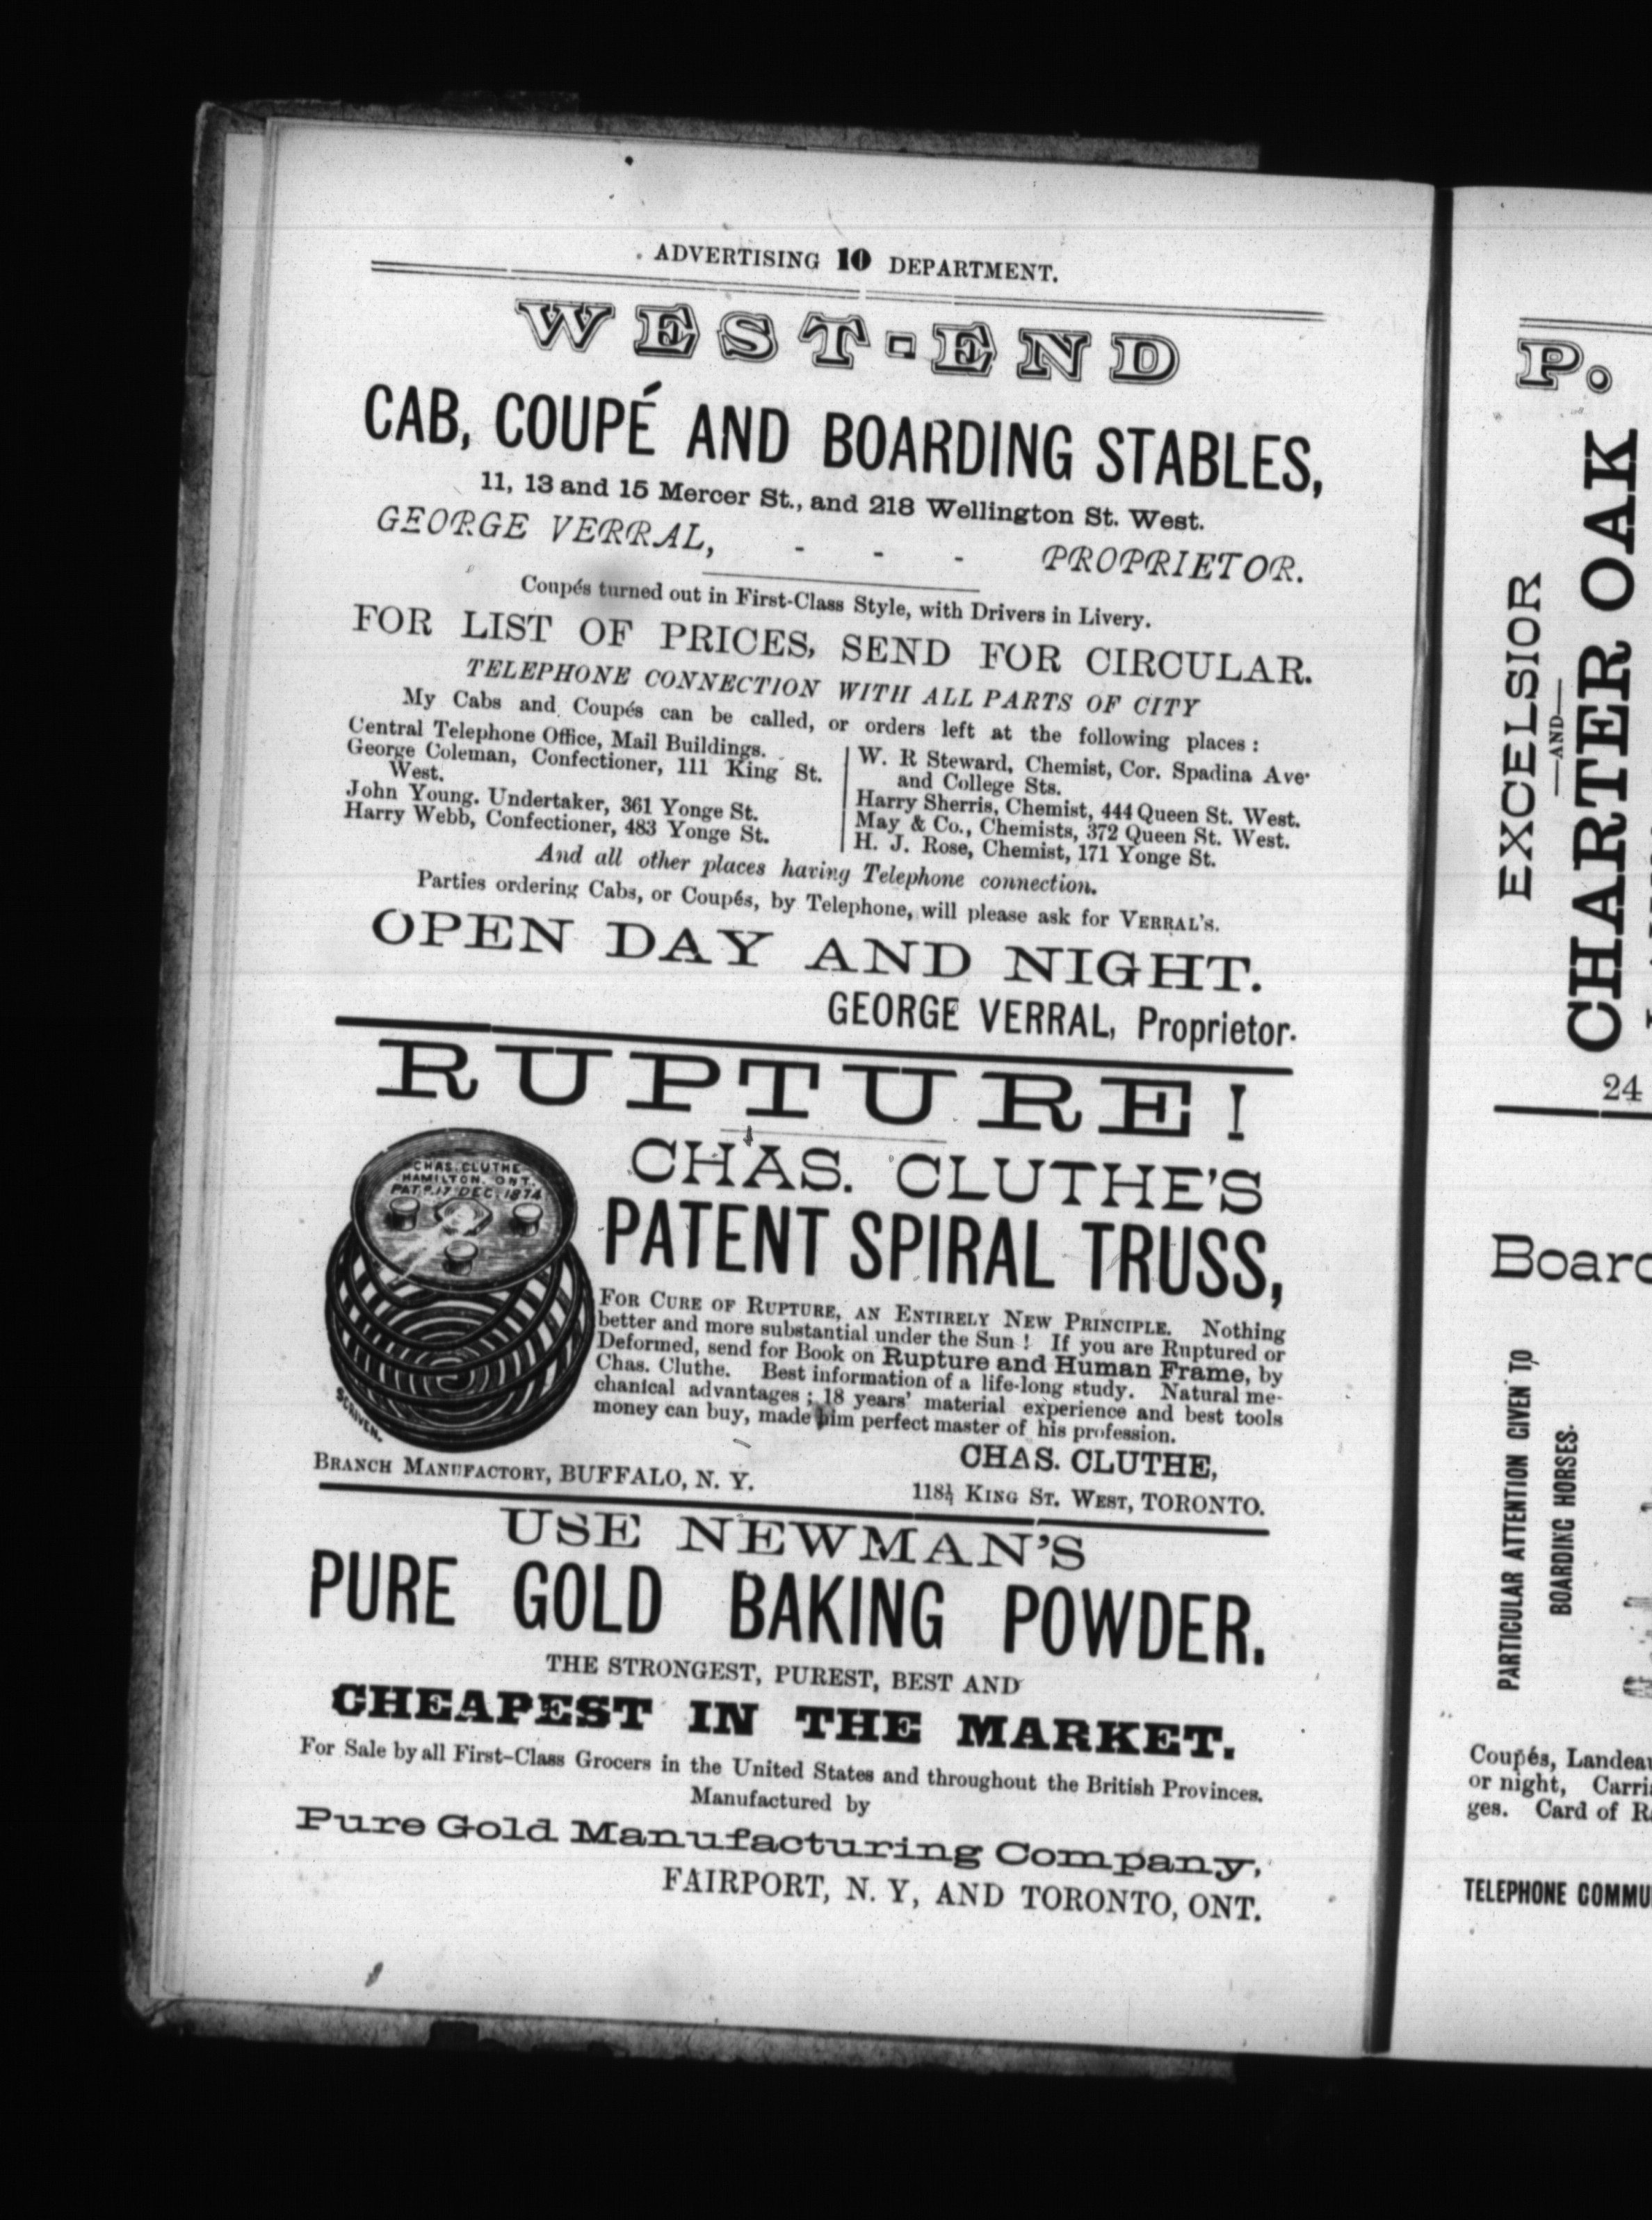 ADVERTISING 10 DEPARTMENT.
WEST-END
CAB, COUPÉ AND BOARDING STABLES,
11, 13 and 15 Mercer St., and 218 Wellington St. West.
GEORGE VERRAL, - - - PROPRIETOR.
Coupés turned out in First-Class Style, with Drivers in Livery.
FOR LIST OF PRICES, SEND FOR CIRCULAR.
TELEPHONE CONNECTION WITH ALL PARTS OF CITY
My Cabs and Coupés can be called, or orders left at the following places :
Central Telephone Office, Mail Buildings.
George Coleman, Confectioner, 111 King St.
West.
John Young. Undertaker, 361 Yonge St.
Harry Webb, Confectioner, 483 Yonge St.
W. R Steward, Chemist, Cor. Spadina Ave.
and College Sts.
Harry Sherris, Chemist, 444 Queen St. West.
May & Co., Chemists, 372 Queen St. West.
H. J. Rose, Chemist, 171 Yonge St.
And all other places having Telephone connection.
Parties ordering Cabs, or Coupés, by Telephone, will please ask for VERRAL'S.
OPEN DAY AND NIGHT.
GEORGE VERRAL, Proprietor.
RUPTURE!
CHAS. CLUTHE
HAMILTON. ONT.
PAT'P. 17 DEC. 1874
SCRIVEN.
CHAS. CLUTHE'S
PATENT SPIRAL TRUSS,
FOR CURE OF RUPTURE, AN ENTIRELY NEW PRINCIPLE. Nothing
better and more substantial under the Sun ! If you are Ruptured or
Deformed, send for Book on Rupture and Human Frame, by
Chas. Cluthe. Best information of a life-long study. Natural me-
chanical advantages ; 18 years' material experience and best tools
money can buy, made him perfect master of his profession.
CHAS. CLUTHE,
BRANCH MANUFACTORY, BUFFALO, N. Y.
118½ KING ST. WEST, TORONTO.
USE NEWMAN'S
PURE GOLD BAKING POWDER.
THE STRONGEST, PUREST, BEST AND
CHEAPEST IN THE MARKET.
For Sale by all First-Class Grocers in the United States and throughout the British Provinces.
Manufactured by
Pure Gold Manufacturing Company,
FAIRPORT, N. Y, AND TORONTO, ONT.
P.
EXCELSIOR
—AND—
CHARTER OAK
24
Board
PARTICULAR ATTENTION GIVEN TO
BOARDING HORSES.
Coupés, Landeau
or night, Carria
ges. Card of Ra
TELEPHONE COMMU